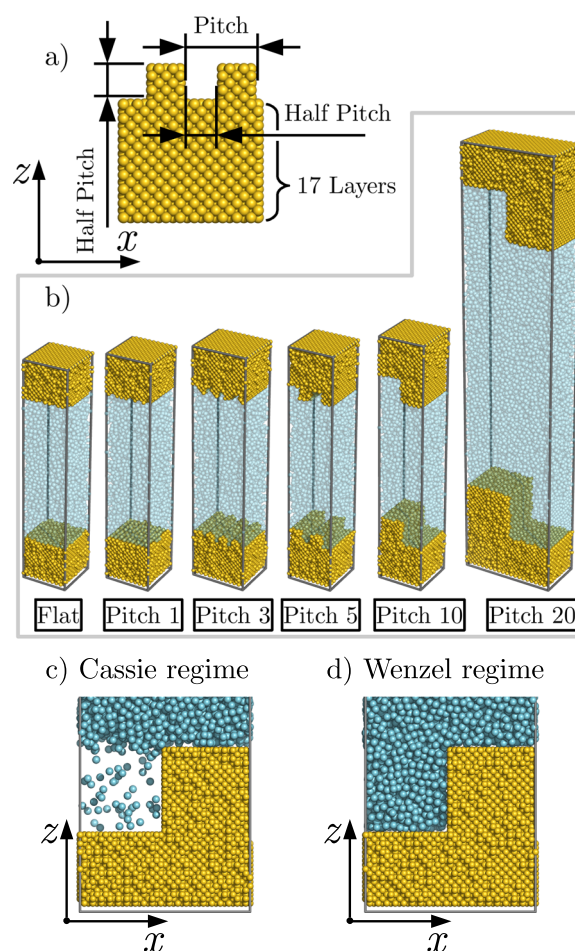 Pitch
a)
Half Pitch
17 Layers
Half Pitch
z
x
b)
Flat
Pitch 1
Pitch 3
Pitch 5
Pitch 10
Pitch 20
c) Cassie regime
d) Wenzel regime
z
x
z
x